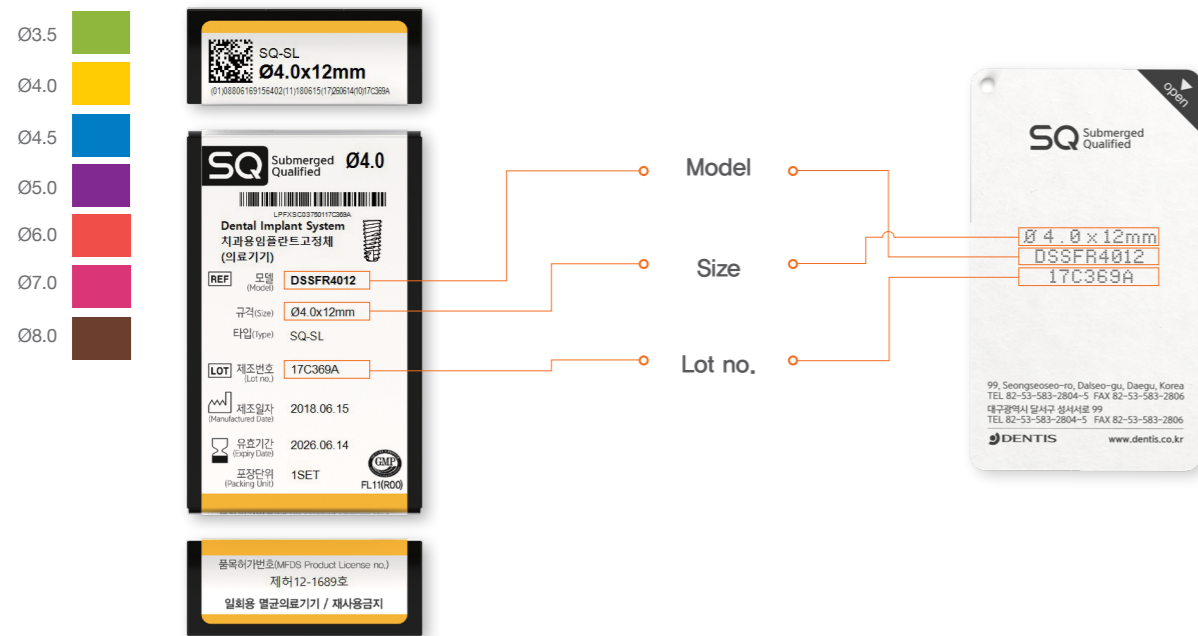 Ø3.5
Ø4.0
Ø4.5
Ø5.0
Ø6.0
Ø7.0
Ø8.0
SQ-SL
Ø4.0x12mm
(01)08806169156402(11)180615(17)260614(10)17C369A
SQ Submerged Qualified Ø4.0
LPFXSC03760117C369A
Dental Implant System
치과용임플란트고정체
(의료기기)
REF 모델 (Model) DSSFR4012
규격(Size) Ø4.0x12mm
타입(Type) SQ-SL
LOT 제조번호 (Lot no.) 17C369A
제조일자 (Manufactured Date) 2018.06.15
유효기간 (Expiry Date) 2026.06.14
포장단위 (Packing Unit) 1SET
GMP
FL11(R00)
품목허가번호(MFDS Product License no.)
제허12-1689호
일회용 멸균의료기기 / 재사용금지
Model
Size
Lot no.
open
SQ Submerged Qualified
Ø4.0x12mm
DSSFR4012
17C369A
99, Seongseoseo-ro, Dalseo-gu, Daegu, Korea
TEL 82-53-583-2804-5 FAX 82-53-583-2806
대구광역시 달서구 성서서로 99
TEL 82-53-583-2804-5 FAX 82-53-583-2806
DENTIS www.dentis.co.kr